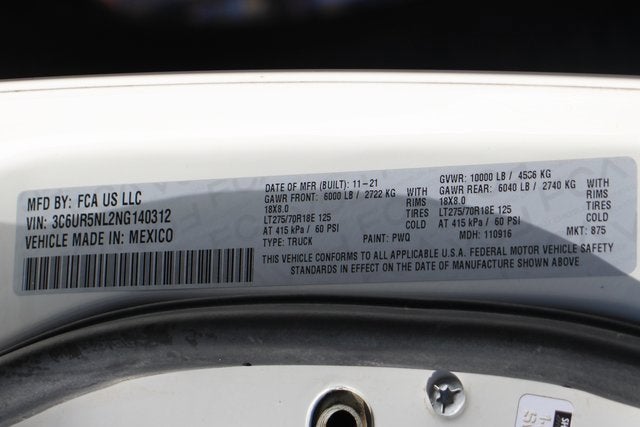 MFD BY: FCA US LLC
VIN: 3C6UR5NL2NG140312
VEHICLE MADE IN: MEXICO
DATE OF MFR (BUILT): 11-21
GAWR FRONT: 6000 LB / 2722 KG WITH
18X8.0 RIMS
LT275/70R18E 125 TIRES
AT 415 kPa / 60 PSI COLD
TYPE: TRUCK PAINT: PWQ
GVWR: 10000 LB / 4536 KG
GAWR REAR: 6040 LB / 2740 KG WITH
18X8.0 RIMS
LT275/70R18E 125 TIRES
AT 415 kPa / 60 PSI COLD
MDH: 110916 MKT: 875
THIS VEHICLE CONFORMS TO ALL APPLICABLE U.S.A. FEDERAL MOTOR VEHICLE SAFETY
STANDARDS IN EFFECT ON THE DATE OF MANUFACTURE SHOWN ABOVE